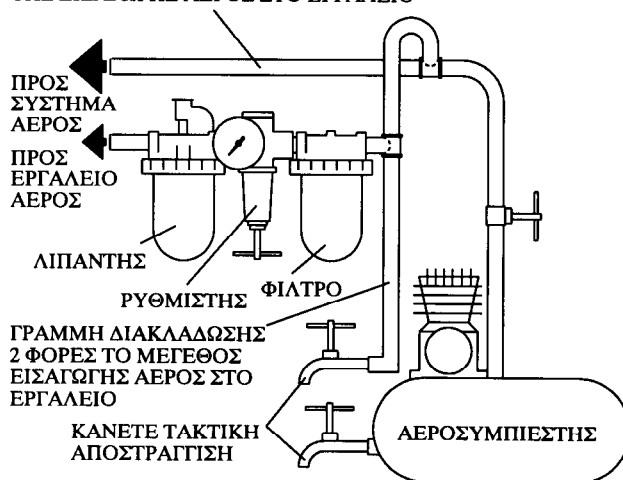 ΠΡΟΣ
ΣΥΣΤΗΜΑ
ΑΕΡΟΣ
ΠΡΟΣ
ΕΡΓΑΛΕΙΟ
ΑΕΡΟΣ
ΛΙΠΑΝΤΗΣ
ΡΥΘΜΙΣΤΗΣ
ΦΙΛΤΡΟ
ΓΡΑΜΜΗ ΔΙΑΚΛΑΔΩΣΗΣ
2 ΦΟΡΕΣ ΤΟ ΜΕΓΕΘΟΣ
ΕΙΣΑΓΩΓΗΣ ΑΕΡΟΣ ΣΤΟ
ΕΡΓΑΛΕΙΟ
ΚΑΝΕΤΕ ΤΑΚΤΙΚΗ
ΑΠΟΣΤΡΑΓΓΙΣΗ
ΑΕΡΟΣΥΜΠΙΕΣΤΗΣ